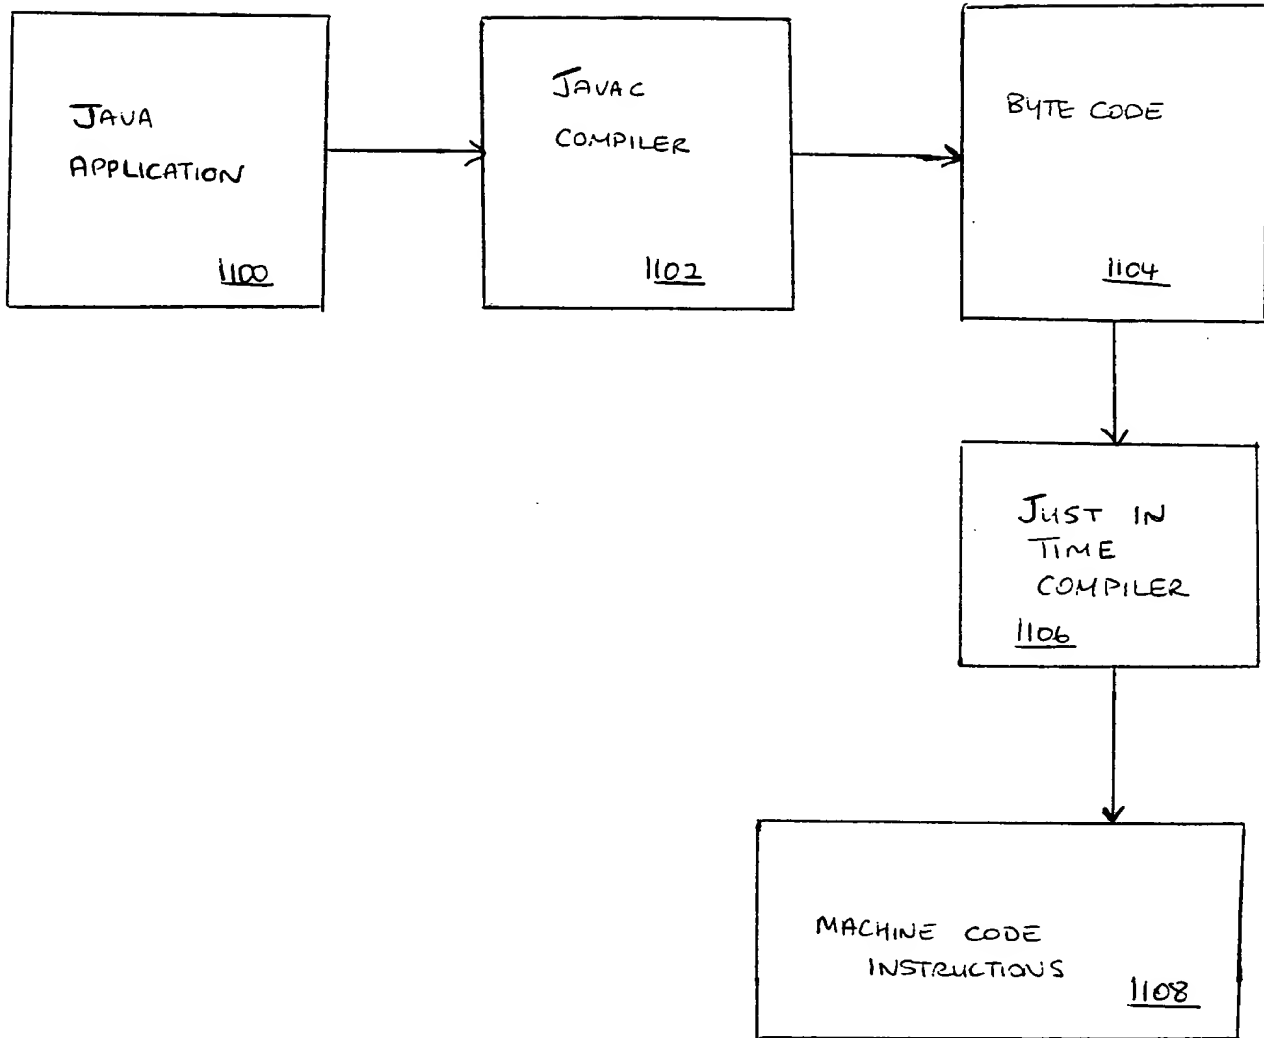 JAVA
APPLICATION
1100
JAVAC
COMPILER
1102
BYTE CODE
1104
JUST IN
TIME
COMPILER
1106
MACHINE CODE
INSTRUCTIONS
1108